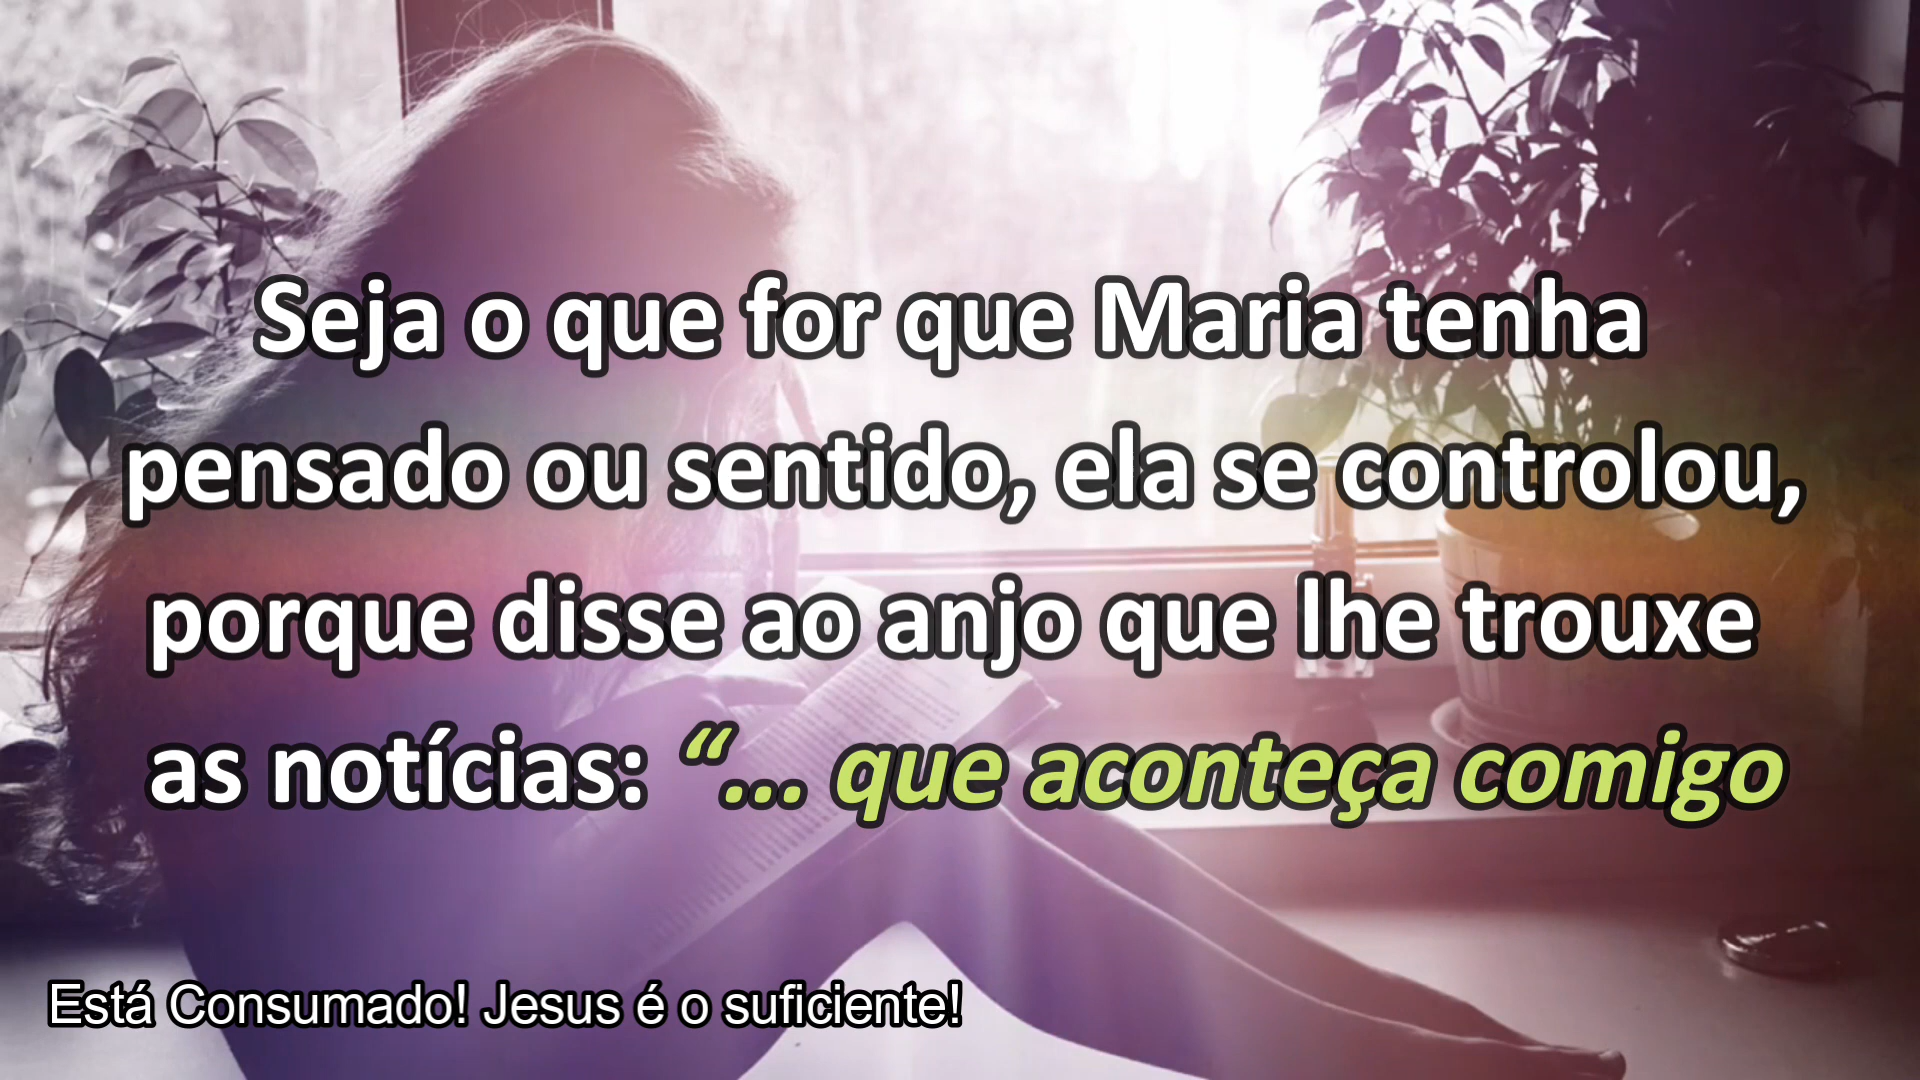 Seja o que for que Maria tenha
pensado ou sentido, ela se controlou,
porque disse ao anjo que lhe trouxe
as notícias: “... que aconteça comigo
Está Consumado! Jesus é o suficiente!